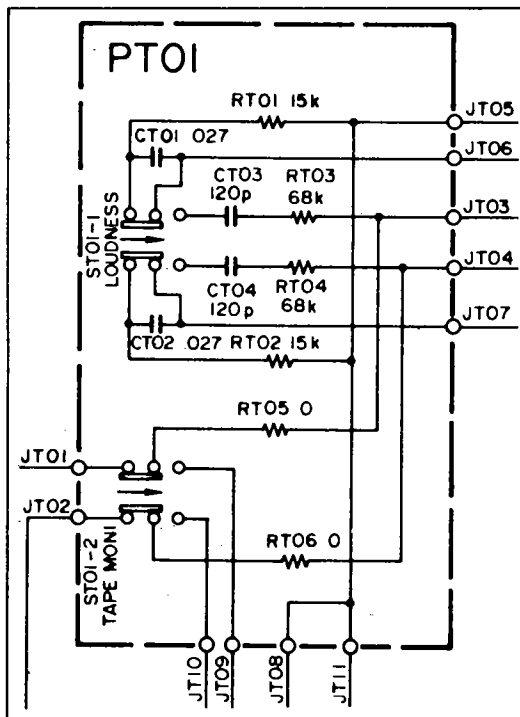 PT01
RT01 15k
JT05
CT01 .027
JT06
CT03 120p
RT03 68k
JT03
ST01-1 LOUDNESS
JT04
CT04 120p
RT04 68k
JT07
CT02 .027
RT02 15k
RT05 0
JT01
JT02
ST01-2 TAPE MONI
RT06 0
JT10
JT09
JT08
JT11